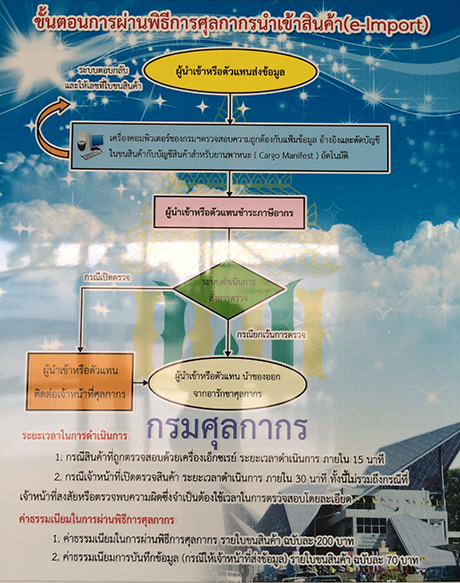 ขั้นตอนการผ่านพิธีการศุลกากรนำเข้าสินค้า(e-Import)
ผู้นำเข้าหรือตัวแทนส่งข้อมูล
ระบบตอบกลับ
และให้เลขที่ใบขนสินค้า
เครื่องคอมพิวเตอร์ของกรมฯตรวจสอบความถูกต้องกับแฟ้มข้อมูล อ้างอิงและตัดบัญชี
ใบขนสินค้ากับบัญชีสินค้าสำหรับยานพาหนะ ( Cargo Manifest ) อัตโนมัติ
ผู้นำเข้าหรือตัวแทนชำระภาษีอากร
กรณีเปิดตรวจ
ระบบดำเนินการ
สั่งการตรวจ
กรณียกเว้นการตรวจ
ผู้นำเข้าหรือตัวแทน
ติดต่อเจ้าหน้าที่ศุลกากร
ผู้นำเข้าหรือตัวแทน นำของออก
จากอารักขาศุลกากร
กรมศุลกากร
ระยะเวลาในการดำเนินการ
1. กรณีสินค้าที่ถูกตรวจสอบด้วยเครื่องเอ็กซเรย์ ระยะเวลาดำเนินการ ภายใน 15 นาที
2. กรณีเจ้าหน้าที่เปิดตรวจสินค้า ระยะเวลาดำเนินการ ภายใน 30 นาที ทั้งนี้ไม่รวมถึงกรณีที่
เจ้าหน้าที่สงสัยหรือตรวจพบความผิดซึ่งจำเป็นต้องใช้เวลาในการตรวจสอบโดยละเอียด
ค่าธรรมเนียมในการผ่านพิธีการศุลกากร
1. ค่าธรรมเนียมในการผ่านพิธีการศุลกากร รายใบขนสินค้า ฉบับละ 200 บาท
2. ค่าธรรมเนียมการบันทึกข้อมูล (กรณีให้เจ้าหน้าที่ส่งข้อมูล) รายใบขนสินค้า ฉบับละ 70 บาท